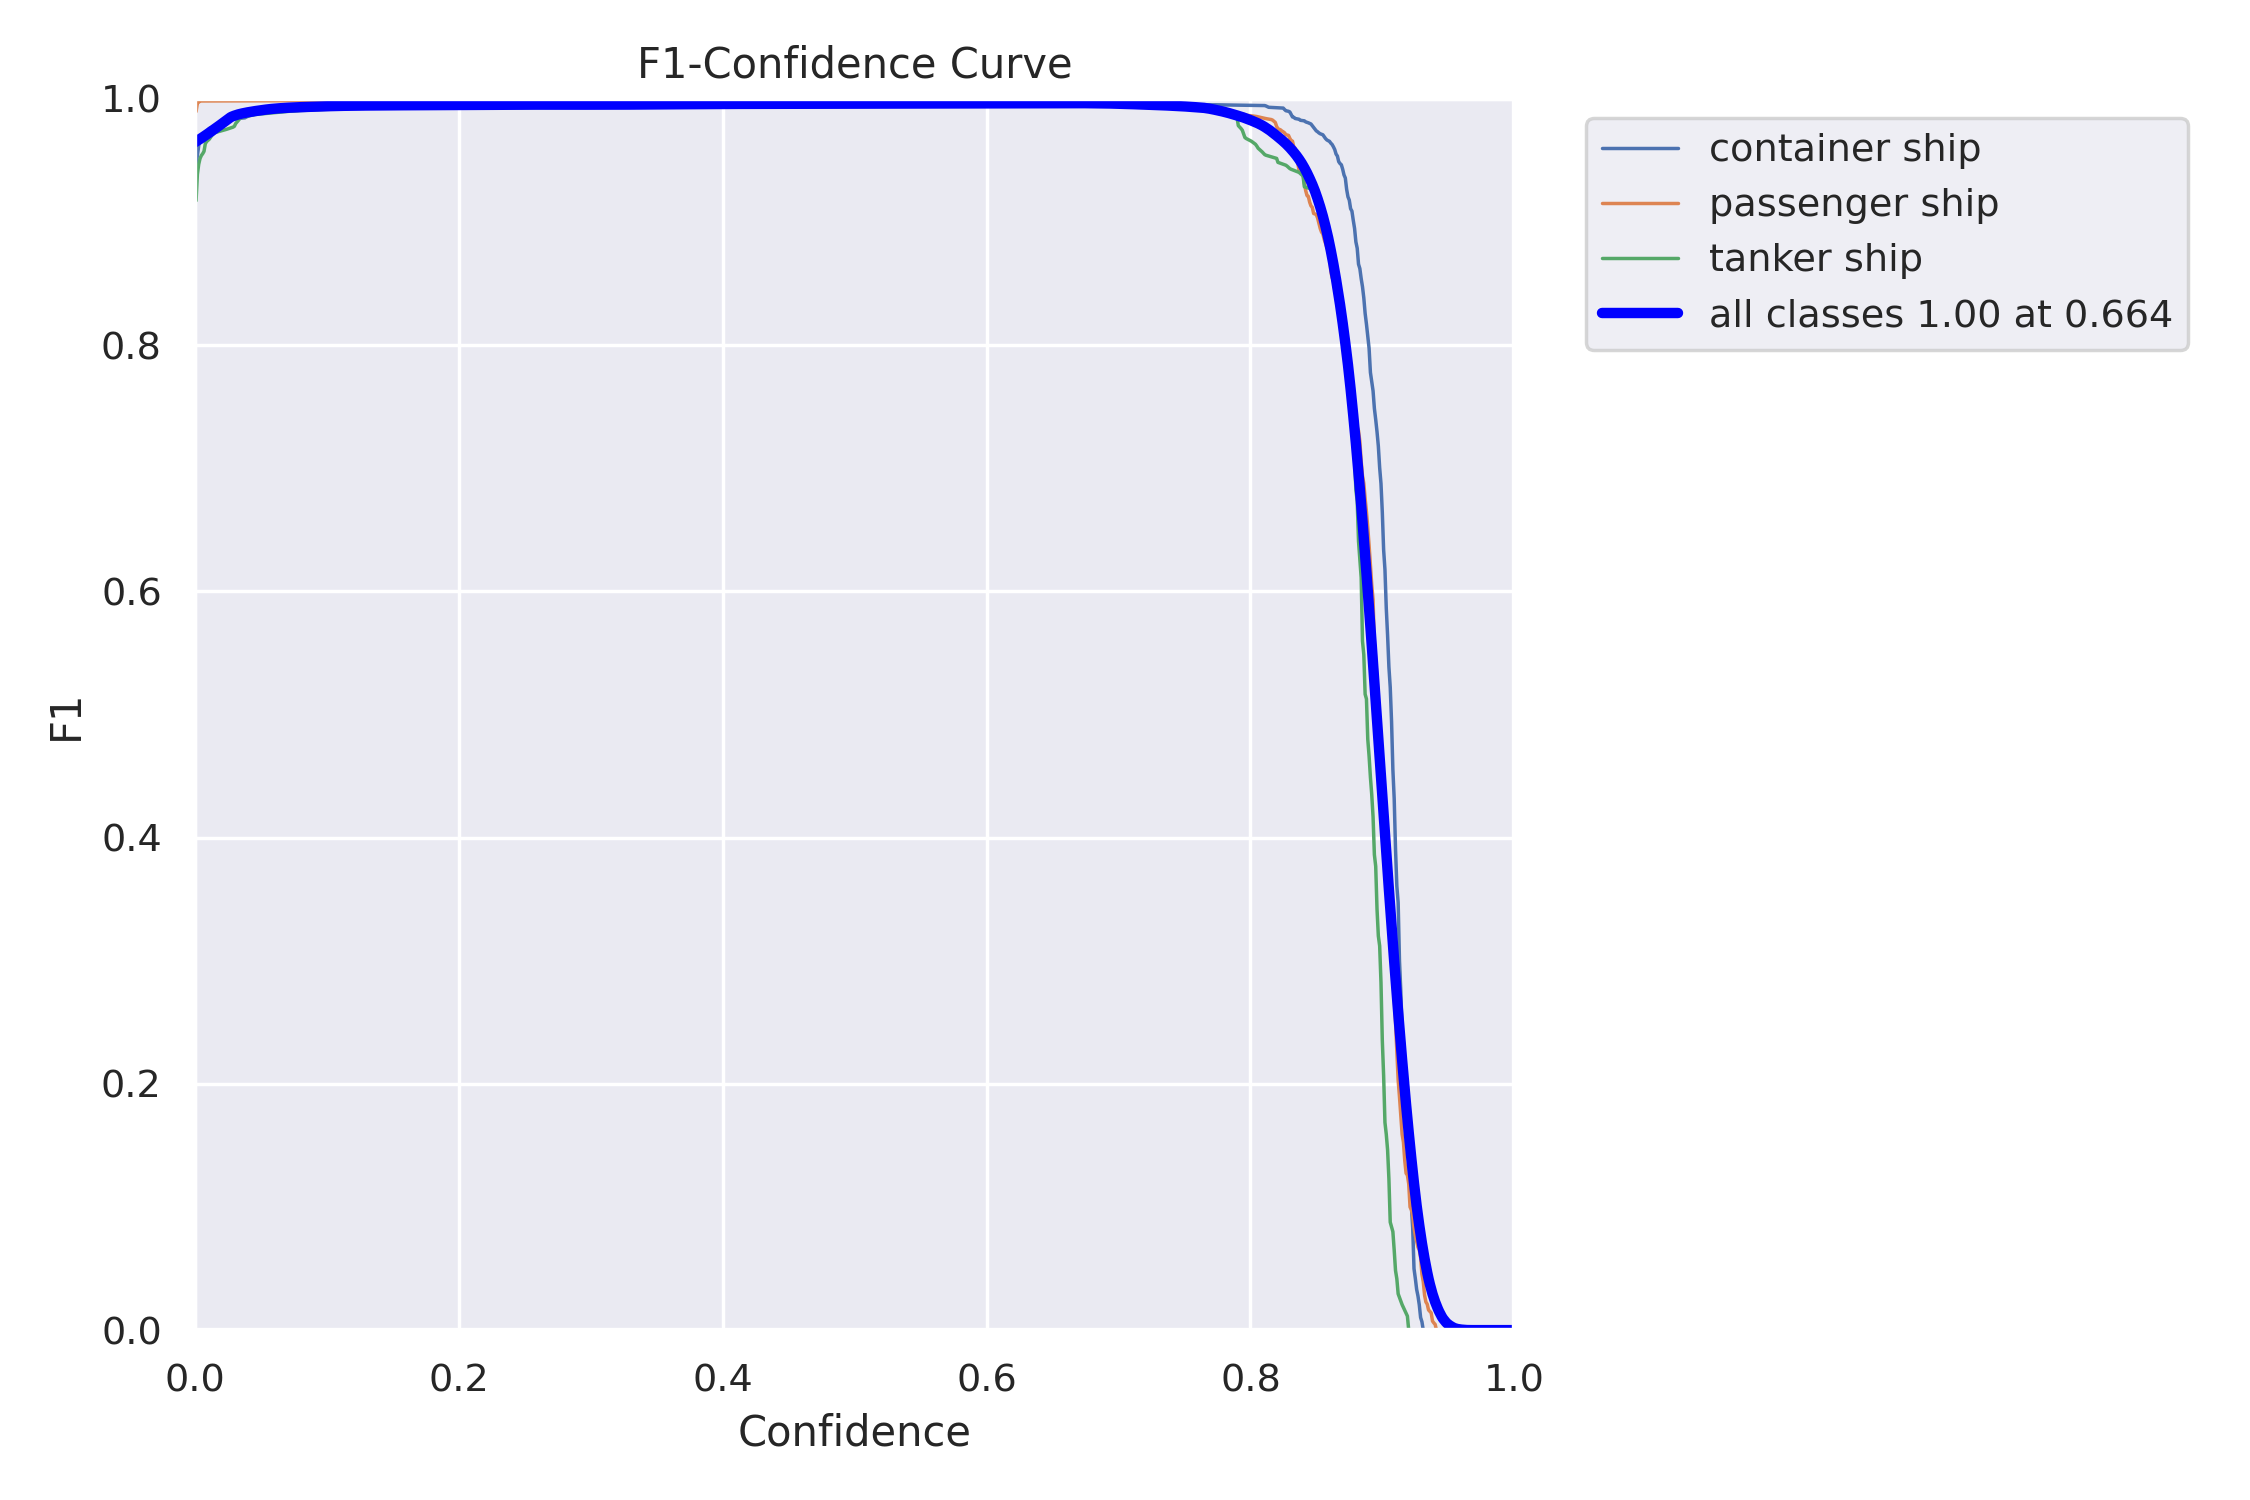 F1-Confidence Curve
1.0
0.8
0.6
0.4
0.2
0.0
F1
0.0 0.2 0.4 0.6 0.8 1.0
Confidence
container ship
passenger ship
tanker ship
all classes 1.00 at 0.664